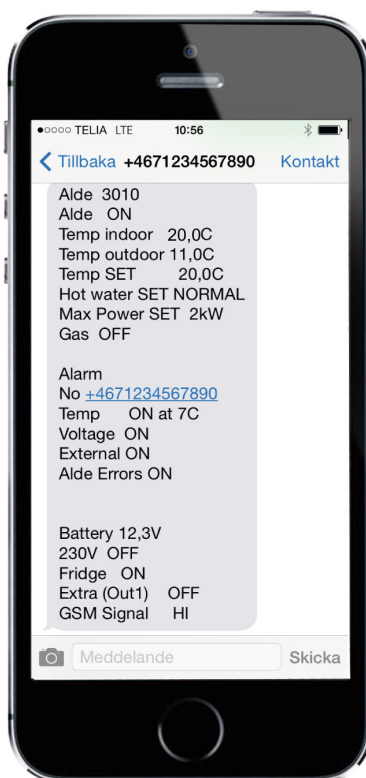 TELIA LTE 10:56
Tillbaka +4671234567890 Kontakt
Alde 3010
Alde ON
Temp indoor 20,0C
Temp outdoor 11,0C
Temp SET 20,0C
Hot water SET NORMAL
Max Power SET 2kW
Gas OFF
Alarm
No +4671234567890
Temp ON at 7C
Voltage ON
External ON
Alde Errors ON
Battery 12,3V
230V OFF
Fridge ON
Extra (Out1) OFF
GSM Signal HI
Meddelande Skicka